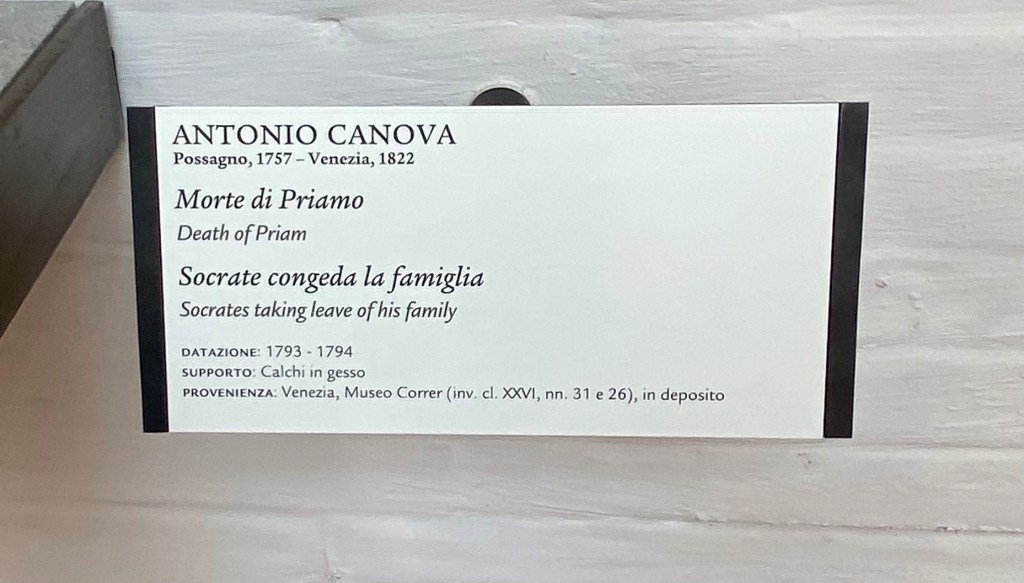 ANTONIO CANOVA
Possagno, 1757 – Venezia, 1822
Morte di Priamo
Death of Priam
Socrate congeda la famiglia
Socrates taking leave of his family
DATAZIONE: 1793 - 1794
SUPPORTO: Calchi in gesso
PROVENIENZA: Venezia, Museo Correr (inv. cl. XXVI, nn. 31 e 26), in deposito